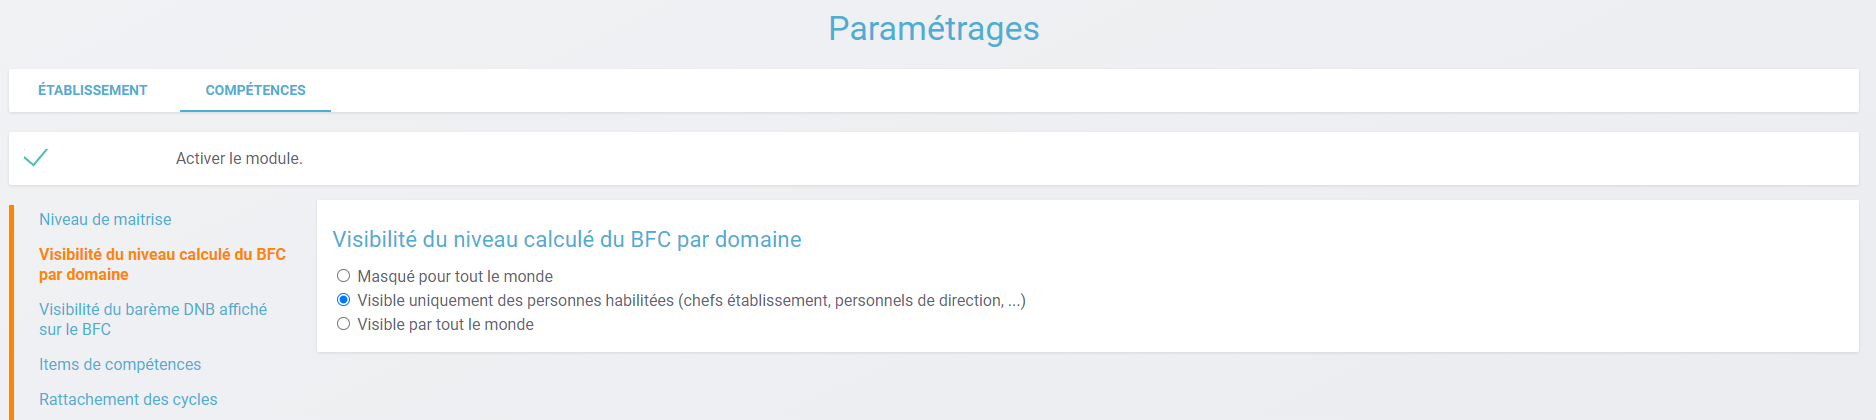 Paramétrages
ÉTABLISSEMENT
COMPÉTENCES
Activer le module.
Niveau de maitrise
Visibilité du niveau calculé du BFC
par domaine
Visibilité du barème DNB affiché
sur le BFC
Items de compétences
Rattachement des cycles
Visibilité du niveau calculé du BFC par domaine
Masqué pour tout le monde
Visible uniquement des personnes habilitées (chefs établissement, personnels de direction, ...)
Visible par tout le monde